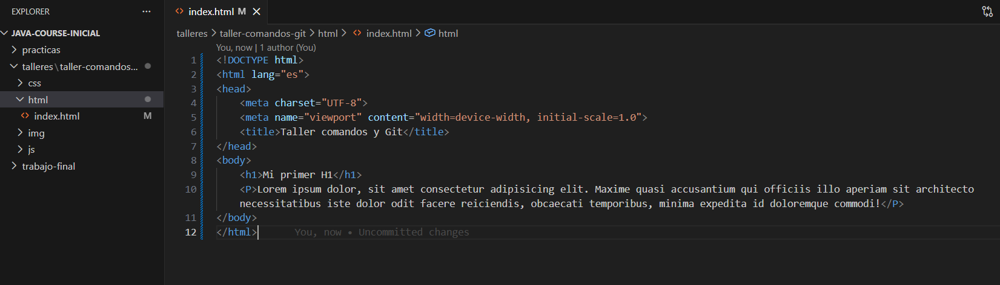 EXPLORER ···
JAVA-COURSE-INICIAL
practicas
talleres\taller-comandos...
css
html
index.html M
img
js
trabajo-final
index.html M
talleres > taller-comandos-git > html > index.html > html
You, now | 1 author (You)
1 <!DOCTYPE html>
2 <html lang="es">
3 <head>
4 <meta charset="UTF-8">
5 <meta name="viewport" content="width=device-width, initial-scale=1.0">
6 <title>Taller comandos y Git</title>
7 </head>
8 <body>
9 <h1>Mi primer H1</h1>
10 <P>Lorem ipsum dolor, sit amet consectetur adipisicing elit. Maxime quasi accusantium qui officiis illo aperiam sit architecto
necessitatibus iste dolor odit facere reiciendis, obcaecati temporibus, minima expedita id doloremque commodi!</P>
11 </body>
12 </html> You, now • Uncommitted changes